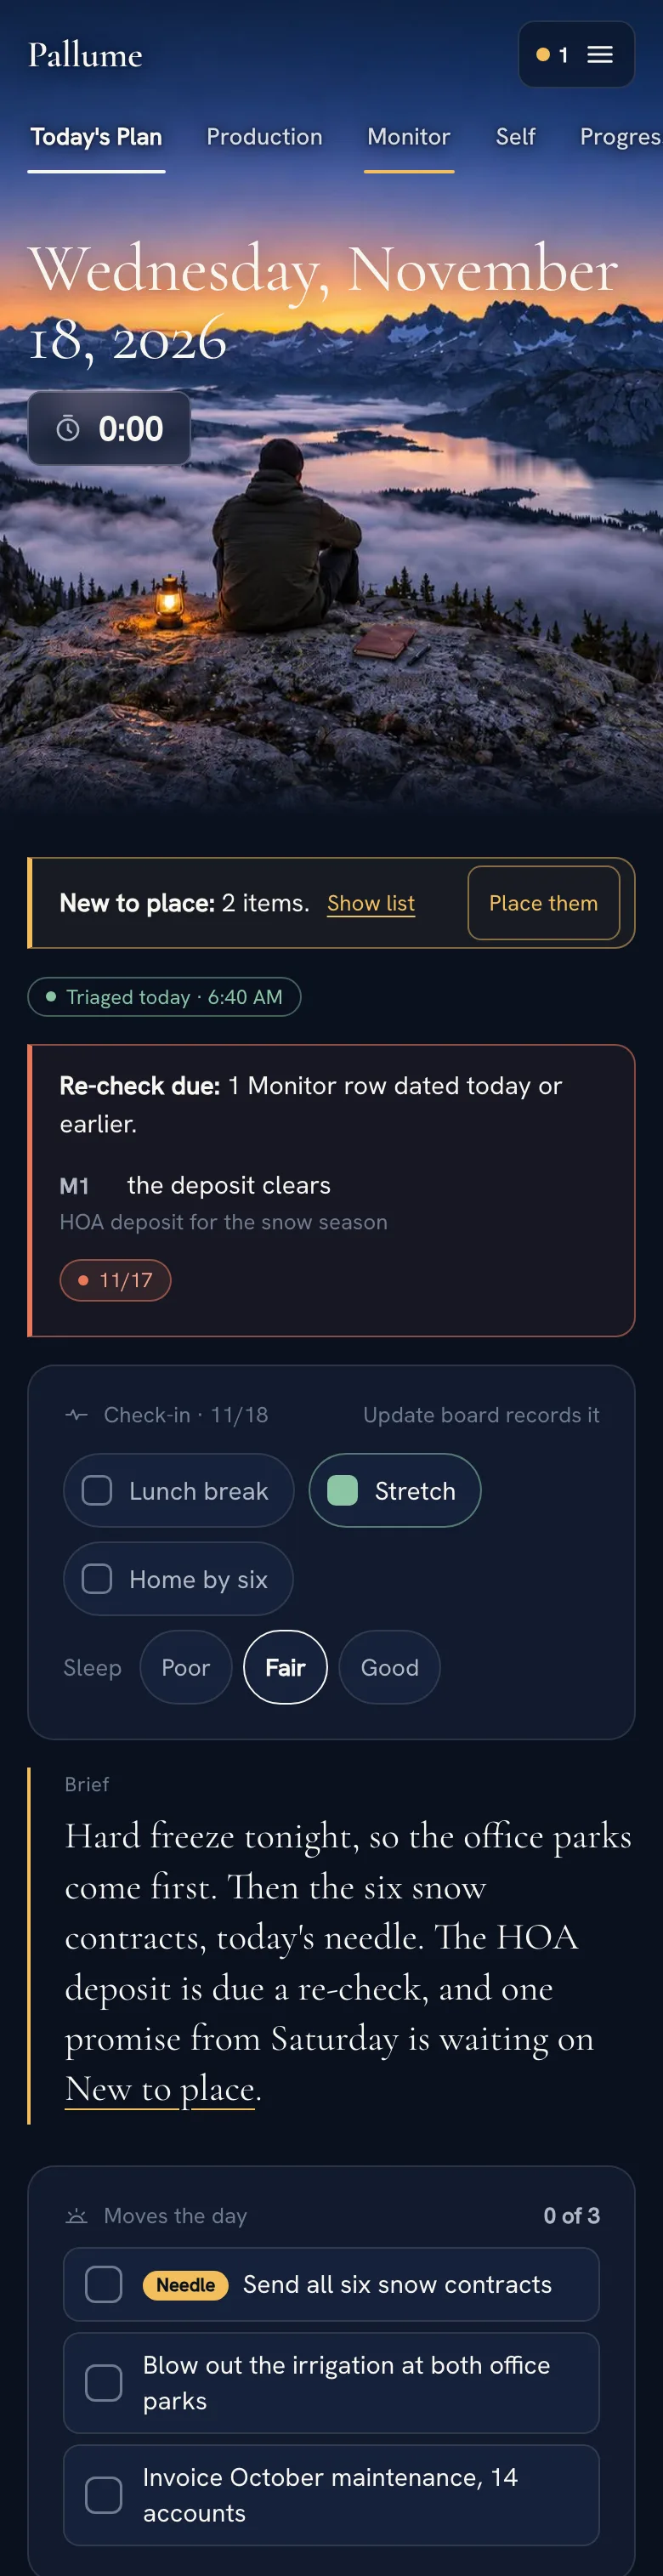 Pallume
1
Today's Plan Production Monitor Self Progres
Wednesday, November
18, 2026
0:00
New to place: 2 items. Show list Place them
Triaged today · 6:40 AM
Re-check due: 1 Monitor row dated today or
earlier.
M1 the deposit clears
HOA deposit for the snow season
11/17
Check-in · 11/18 Update board records it
Lunch break Stretch
Home by six
Sleep Poor Fair Good
Brief
Hard freeze tonight, so the office parks
come first. Then the six snow
contracts, today's needle. The HOA
deposit is due a re-check, and one
promise from Saturday is waiting on
New to place.
Moves the day 0 of 3
Needle Send all six snow contracts
Blow out the irrigation at both office
parks
Invoice October maintenance, 14
accounts